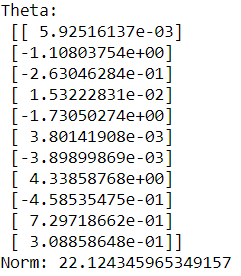 Theta:
[[ 5.92516137e-03]
[-1.10803754e+00]
[-2.63046284e-01]
[ 1.53222831e-02]
[-1.73050274e+00]
[ 3.80141908e-03]
[-3.89899869e-03]
[ 4.33858768e+00]
[-4.58535475e-01]
[ 7.29718662e-01]
[ 3.08858648e-01]]
Norm: 22.124345965349157